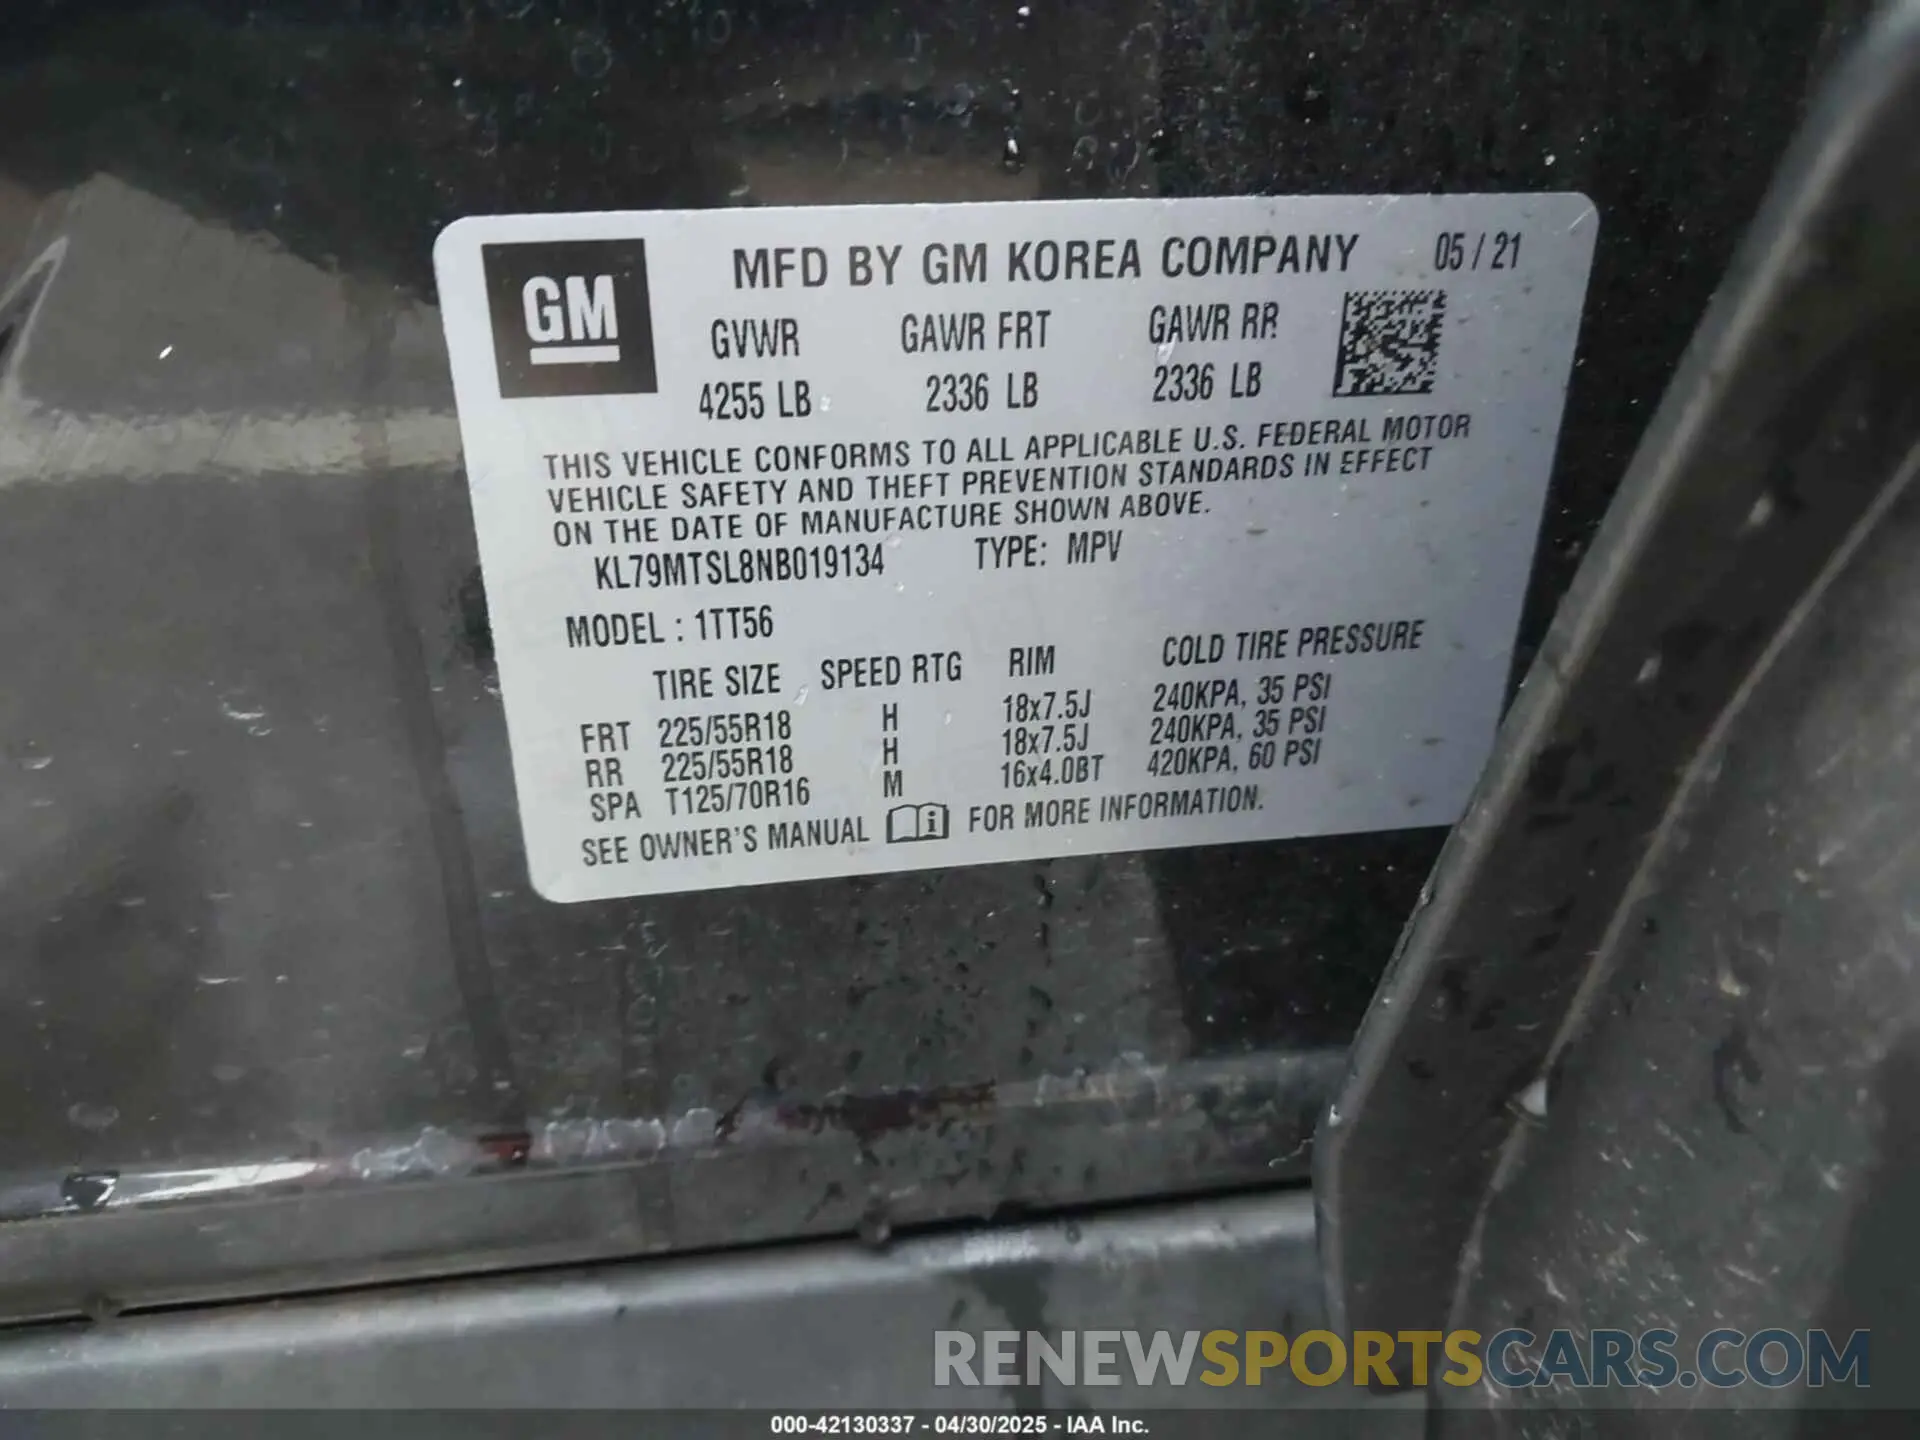 GM
MFD BY GM KOREA COMPANY 05 / 21
GVWR GAWR FRT GAWR RR
4255 LB 2336 LB 2336 LB
THIS VEHICLE CONFORMS TO ALL APPLICABLE U.S. FEDERAL MOTOR
VEHICLE SAFETY AND THEFT PREVENTION STANDARDS IN EFFECT
ON THE DATE OF MANUFACTURE SHOWN ABOVE.
KL79MTSL8NB019134 TYPE: MPV
MODEL : 1TT56
TIRE SIZE SPEED RTG RIM COLD TIRE PRESSURE
FRT 225/55R18 H 18x7.5J 240KPA, 35 PSI
RR 225/55R18 H 18x7.5J 240KPA, 35 PSI
SPA T125/70R16 M 16x4.0BT 420KPA, 60 PSI
SEE OWNER'S MANUAL i FOR MORE INFORMATION.
RENEWSPORTSCARS.COM
000-42130337 - 04/30/2025 - IAA Inc.